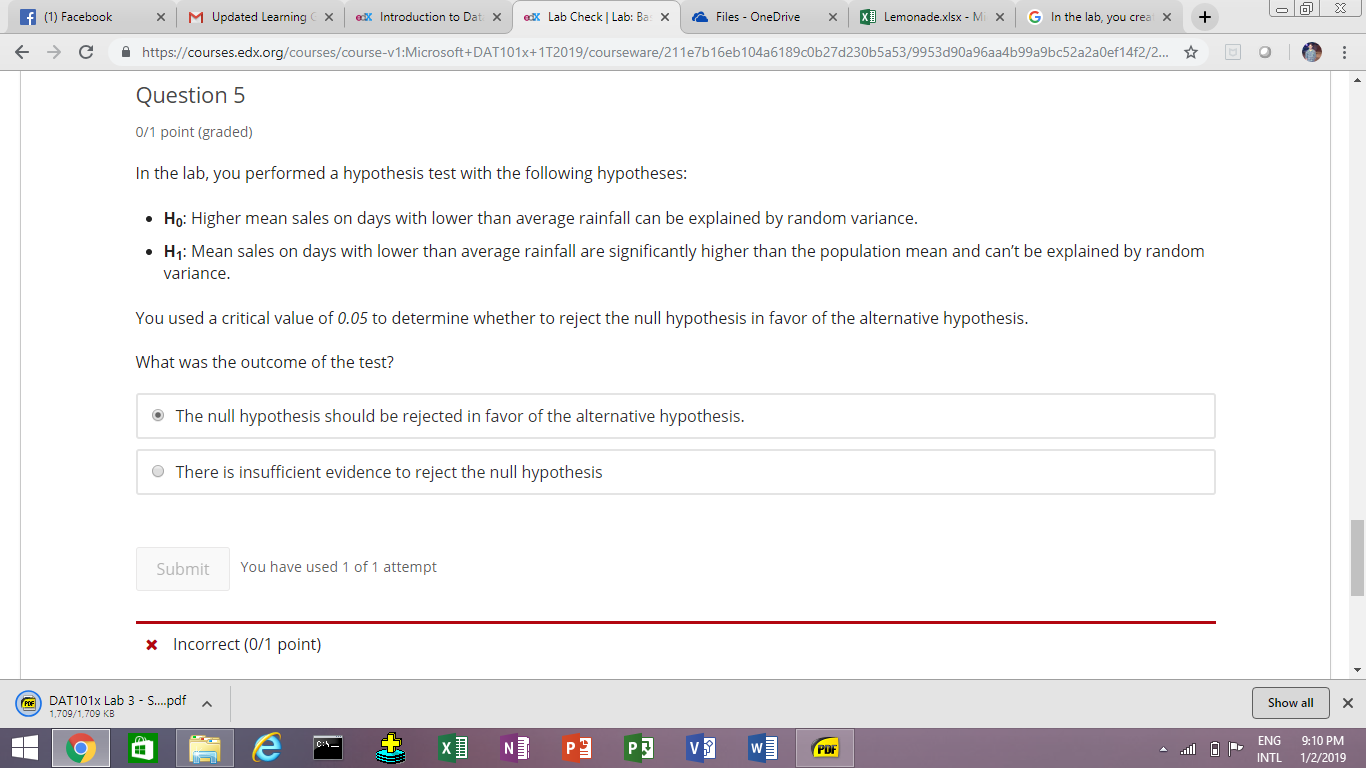 (1) Facebook
Updated Learning
Introduction to Dat
Lab Check | Lab: Ba
Files - OneDrive
Lemonade.xlsx - Mi
In the lab, you crea
https://courses.edx.org/courses/course-v1:Microsoft+DAT101x+1T2019/courseware/211e7b16eb104a6189c0b27d230b5a53/9953d90a96aa4b99a9bc52a2a0ef14f2/2...
Question 5
0/1 point (graded)
In the lab, you performed a hypothesis test with the following hypotheses:
• H0: Higher mean sales on days with lower than average rainfall can be explained by random variance.
• H1: Mean sales on days with lower than average rainfall are significantly higher than the population mean and can’t be explained by random
variance.
You used a critical value of 0.05 to determine whether to reject the null hypothesis in favor of the alternative hypothesis.
What was the outcome of the test?
The null hypothesis should be rejected in favor of the alternative hypothesis.
There is insufficient evidence to reject the null hypothesis
Submit
You have used 1 of 1 attempt
Incorrect (0/1 point)
DAT101x Lab 3 - S....pdf
1,709/1,709 KB
Show all
ENG
INTL
9:10 PM
1/2/2019